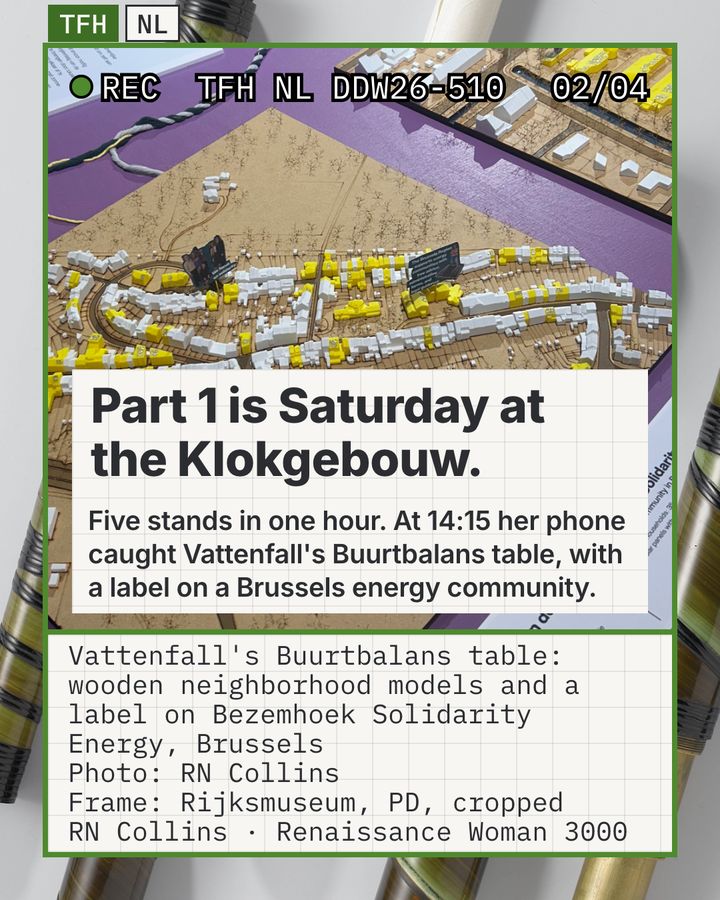 TFH NL
REC TFH NL DDW26-510 02/04
Part 1 is Saturday at
the Klokgebouw.
Five stands in one hour. At 14:15 her phone
caught Vattenfall's Buurtbalans table, with
a label on a Brussels energy community.
Vattenfall's Buurtbalans table:
wooden neighborhood models and a
label on Bezemhoek Solidarity
Energy, Brussels
Photo: RN Collins
Frame: Rijksmuseum, PD, cropped
RN Collins · Renaissance Woman 3000